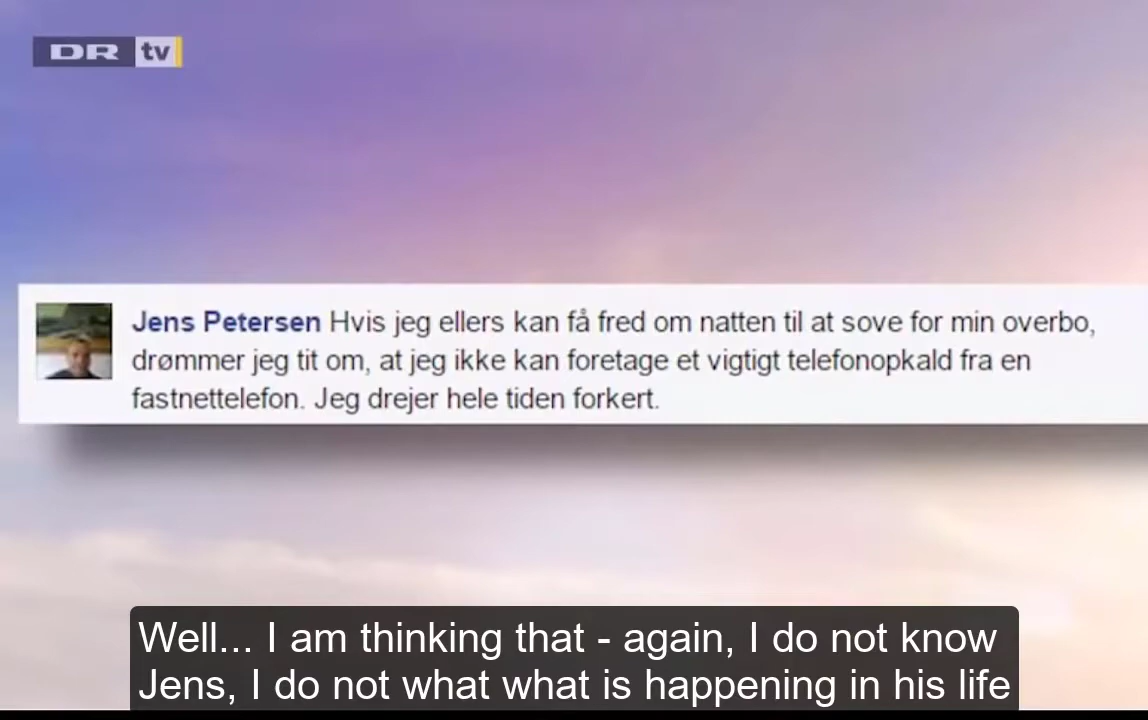 DR tv
Jens Petersen Hvis jeg ellers kan få fred om natten til at sove for min overbo,
drømmer jeg tit om, at jeg ikke kan foretage et vigtigt telefonopkald fra en
fastnettelefon. Jeg drejer hele tiden forkert.
Well... I am thinking that - again, I do not know
Jens, I do not what what is happening in his life